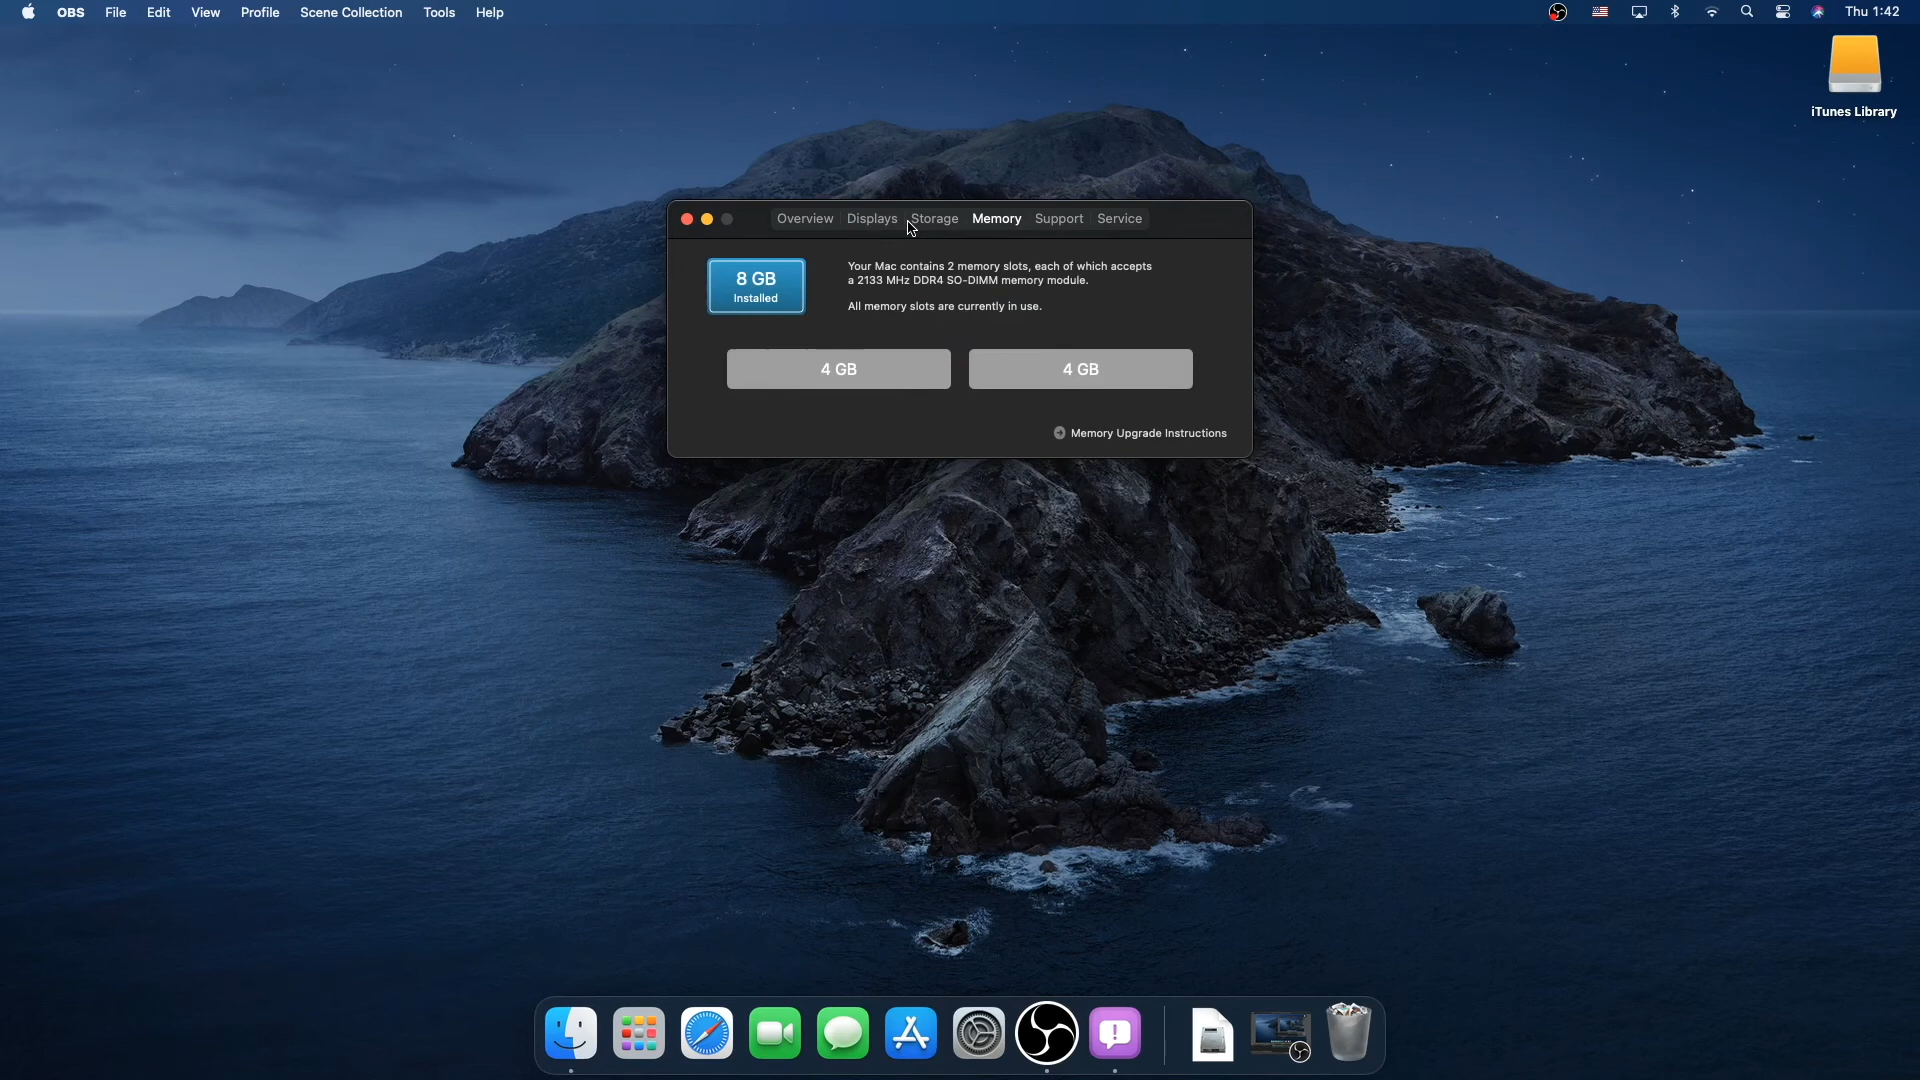 OBS File Edit View Profile Scene Collection Tools Help Thu 1:42
iTunes Library
Overview Displays Storage Memory Support Service
8 GB
Installed
Your Mac contains 2 memory slots, each of which accepts
a 2133 MHz DDR4 SO-DIMM memory module.
All memory slots are currently in use.
4 GB 4 GB
Memory Upgrade Instructions